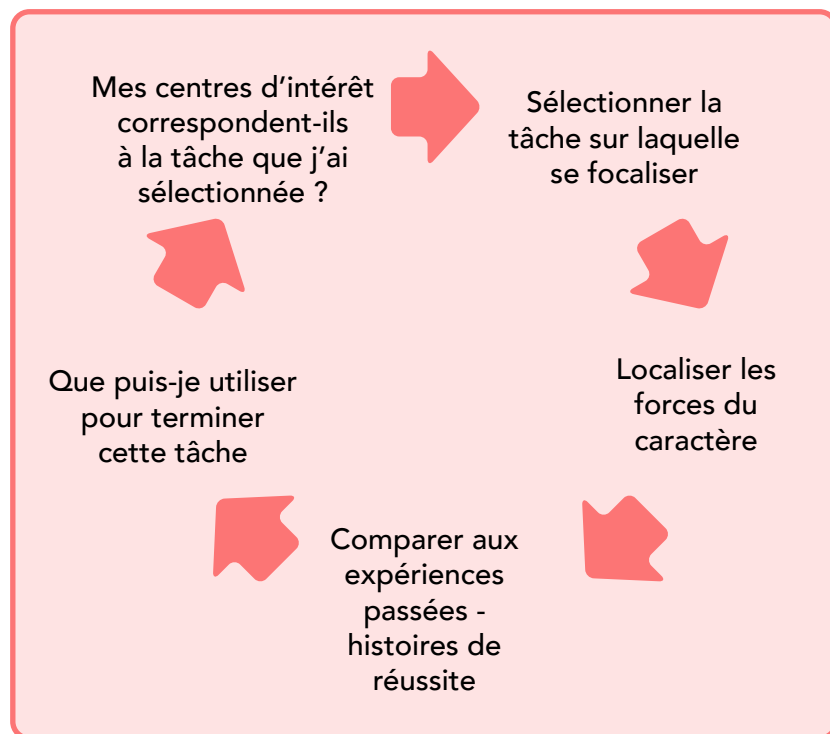 Mes centres d’intérêt
correspondent-ils
à la tâche que j’ai
sélectionnée ?
Sélectionner la
tâche sur laquelle
se focaliser
Localiser les
forces du
caractère
Comparer aux
expériences
passées -
histoires de
réussite
Que puis-je utiliser
pour terminer
cette tâche